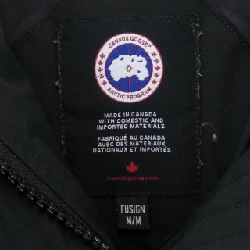 CANADA GOOSE
ARCTIC PROGRAM
MADE IN CANADA
WITH DOMESTIC AND
IMPORTED MATERIALS
FABRIQUÉ AU CANADA
AVEC DES MATÉRIAUX
NATIONAUX ET IMPORTÉS
canadagoose.com
FUSION
M/M